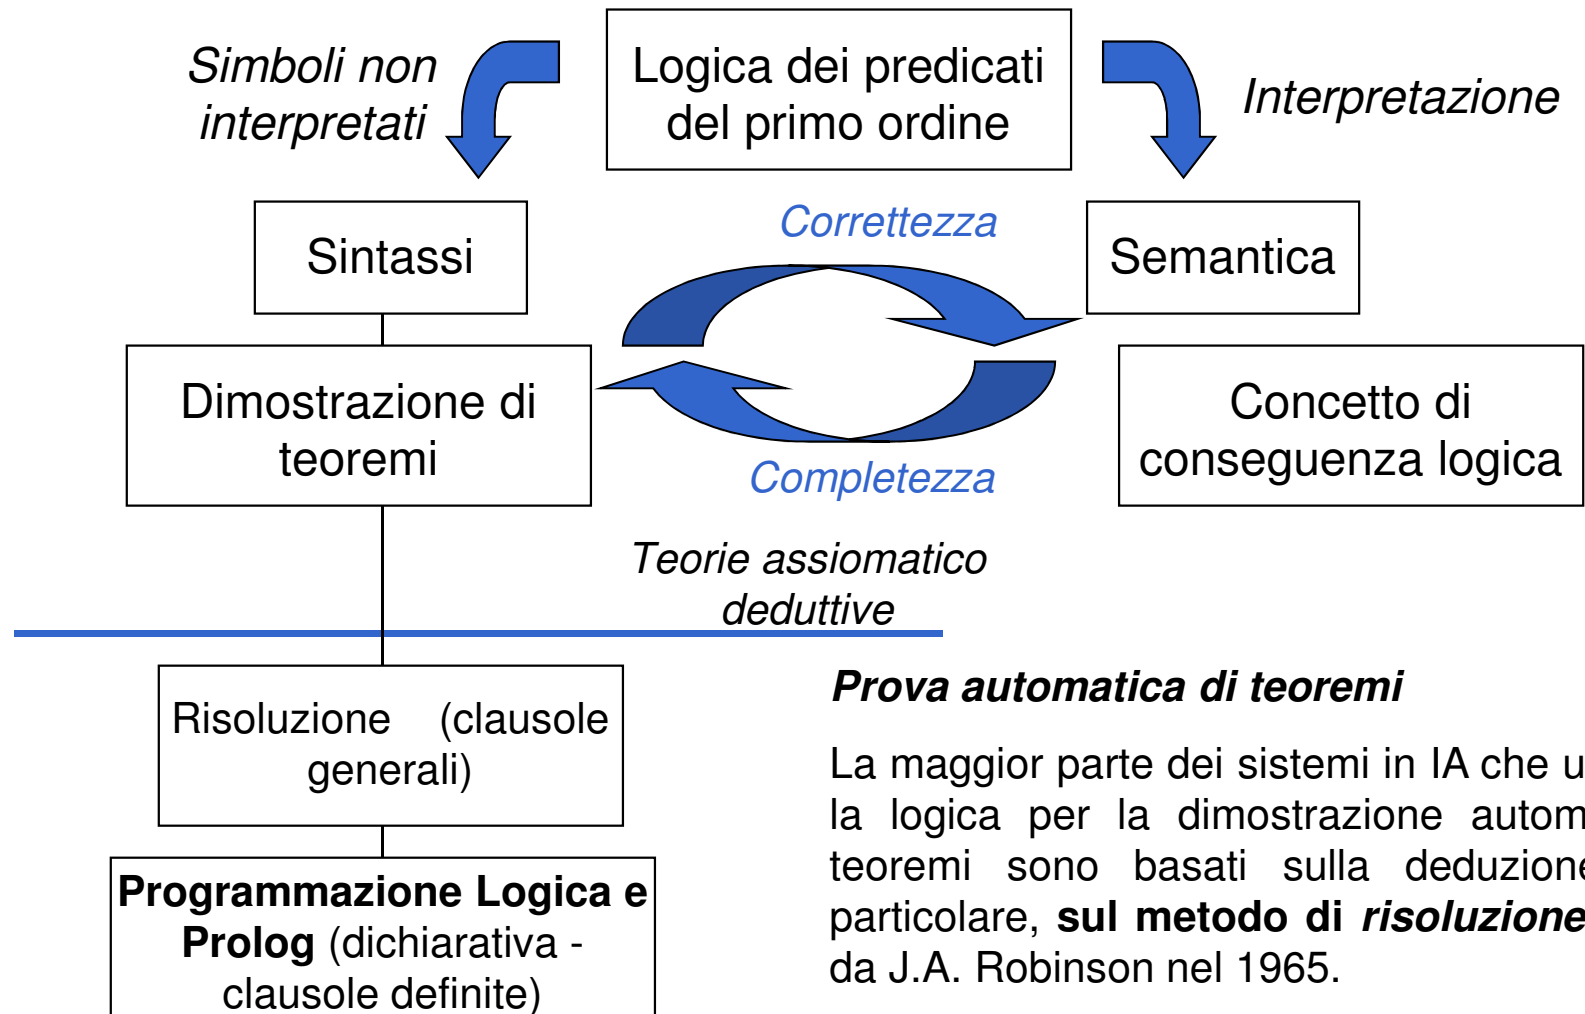 Simboli non
interpretati
Logica dei predicati
del primo ordine
Interpretazione
Sintassi
Correttezza
Semantica
Dimostrazione di
teoremi
Completezza
Concetto di
conseguenza logica
Teorie assiomatico
deduttive
Risoluzione (clausole
generali)
Programmazione Logica e
Prolog (dichiarativa -
clausole definite)
Prova automatica di teoremi
La maggior parte dei sistemi in IA che
la logica per la dimostrazione
teoremi sono basati sulla deduzione
particolare, sul metodo di risoluzione
da J.A. Robinson nel 1965.